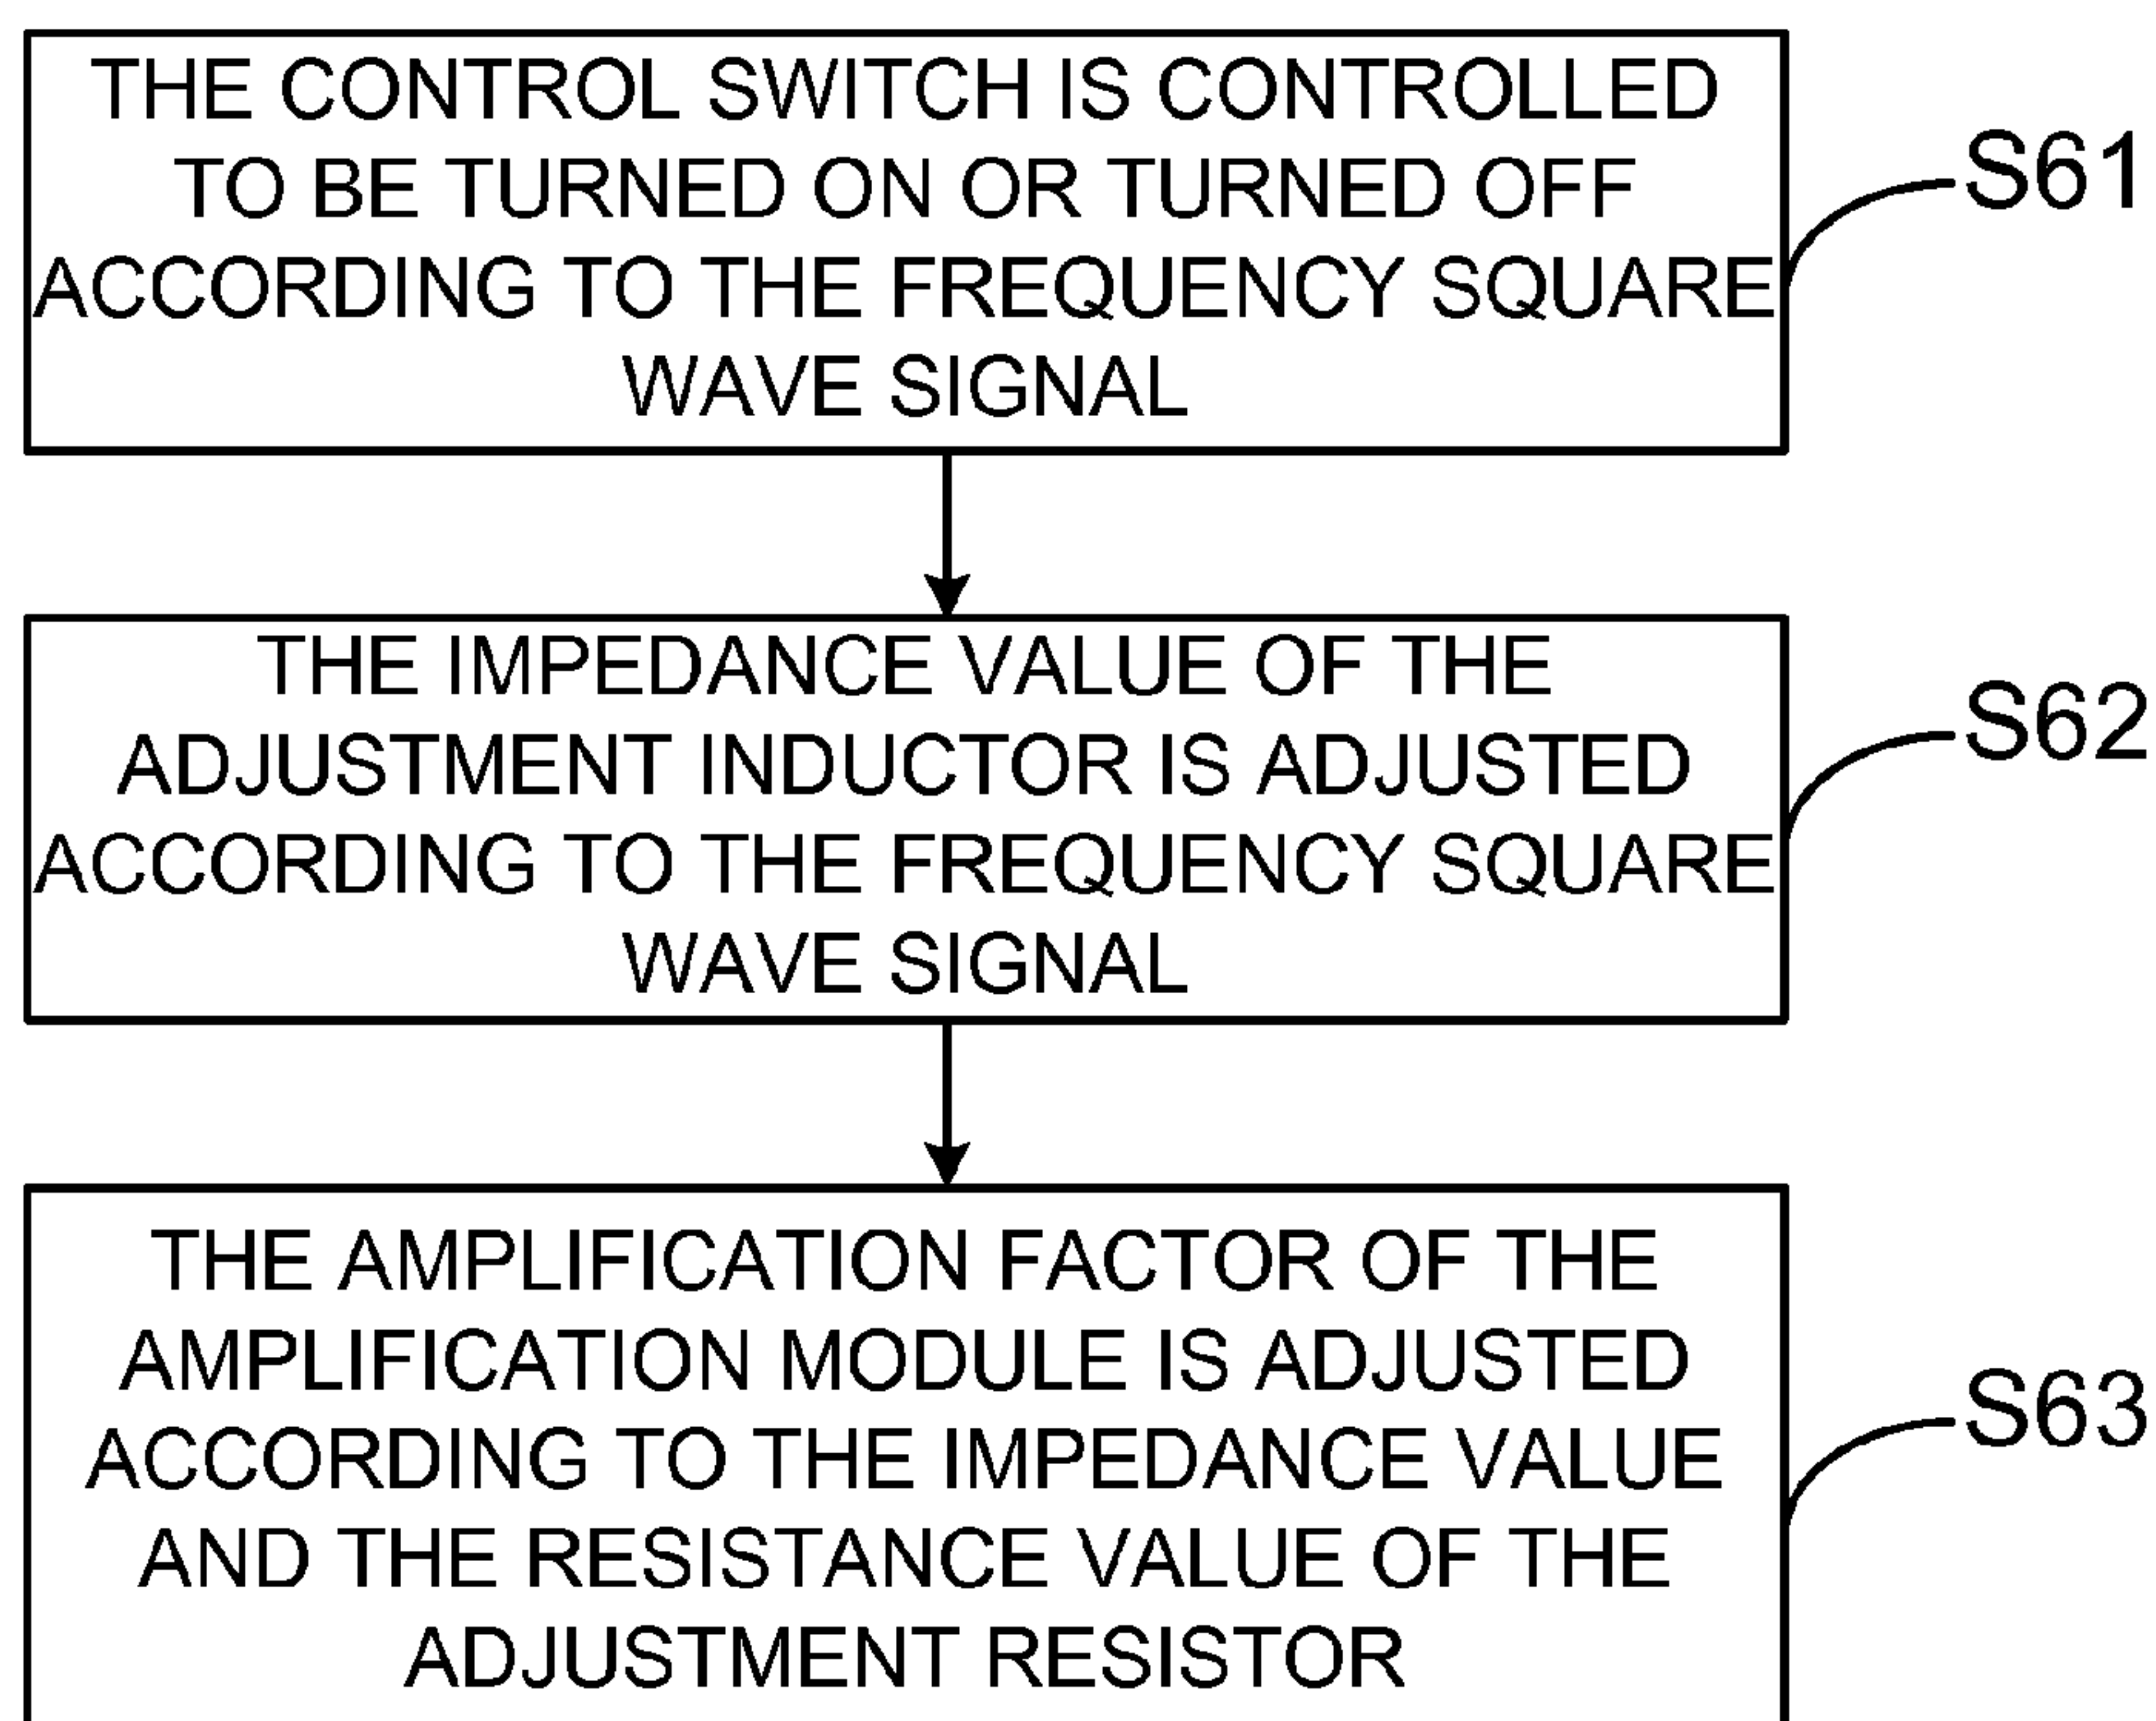 THE CONTROL SWITCH IS CONTROLLED
TO BE TURNED ON OR TURNED OFF
ACCORDING TO THE FREQUENCY SQUARE
WAVE SIGNAL
S61
THE IMPEDANCE VALUE OF THE
ADJUSTMENT INDUCTOR IS ADJUSTED
ACCORDING TO THE FREQUENCY SQUARE
WAVE SIGNAL
S62
THE AMPLIFICATION FACTOR OF THE
AMPLIFICATION MODULE IS ADJUSTED
ACCORDING TO THE IMPEDANCE VALUE
AND THE RESISTANCE VALUE OF THE
ADJUSTMENT RESISTOR
S63